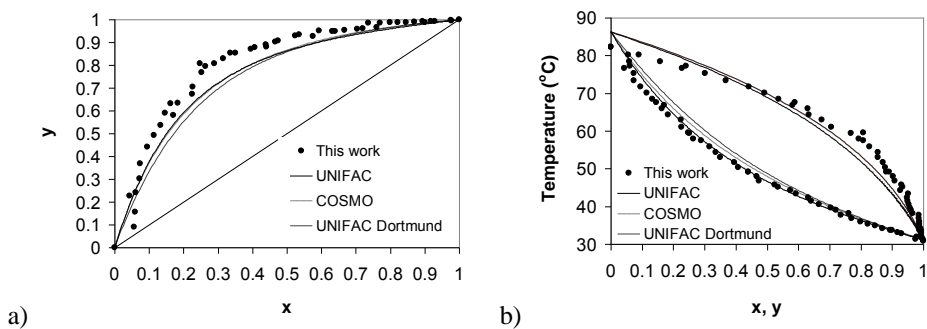 a)
y
1
0.9
0.8
0.7
0.6
0.5
0.4
0.3
0.2
0.1
0
This work
UNIFAC
COSMO
UNIFAC Dortmund
0 0.1 0.2 0.3 0.4 0.5 0.6 0.7 0.8 0.9 1
x
b)
Temperature (°C)
90
80
70
60
50
40
30
This work
UNIFAC
COSMO
UNIFAC Dortmund
0 0.1 0.2 0.3 0.4 0.5 0.6 0.7 0.8 0.9 1
x, y